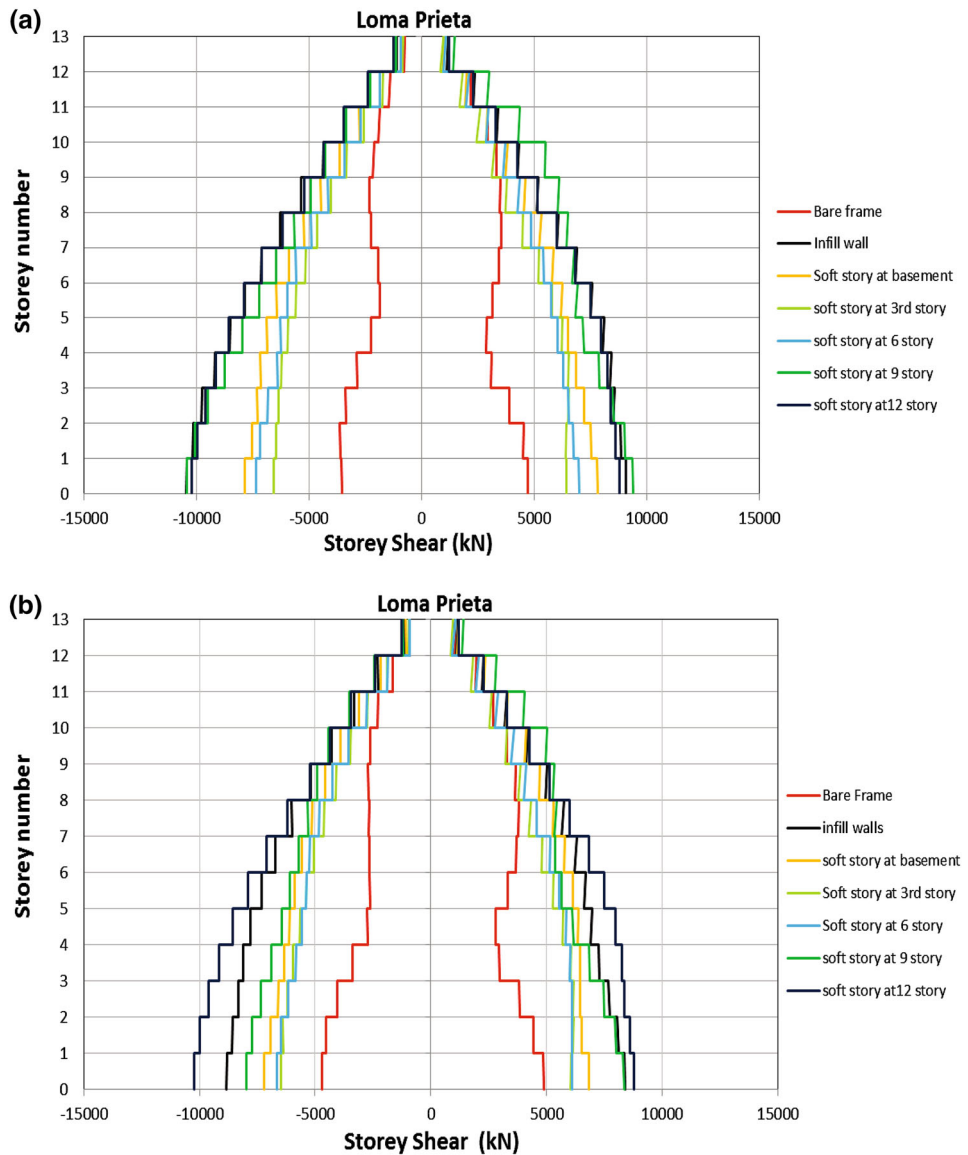 (a)
Loma Prieta
13
12
11
10
9
8
7
6
5
4
3
2
1
0
Storey number
-15000 -10000 -5000 0 5000 10000 15000
Storey Shear (kN)
Bare frame
Infill wall
Soft story at basement
soft story at 3rd story
soft story at 6 story
soft story at 9 story
soft story at12 story
(b)
Loma Prieta
13
12
11
10
9
8
7
6
5
4
3
2
1
0
Storey number
-15000 -10000 -5000 0 5000 10000 15000
Storey Shear (kN)
Bare Frame
infill walls
soft story at basement
Soft story at 3rd story
Soft story at 6 story
soft story at 9 story
soft story at12 story